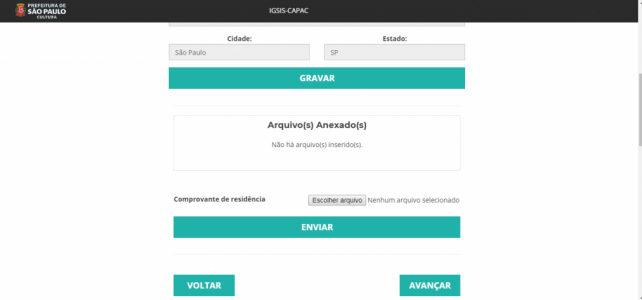 PREFEITURA DE
SÃO PAULO
CULTURA
IGSIS-CAPAC
Cidade:
Estado:
São Paulo
SP
GRAVAR
Arquivo(s) Anexado(s)
Não há arquivo(s) inserido(s).
Comprovante de residência
Escolher arquivo Nenhum arquivo selecionado
ENVIAR
VOLTAR
AVANÇAR